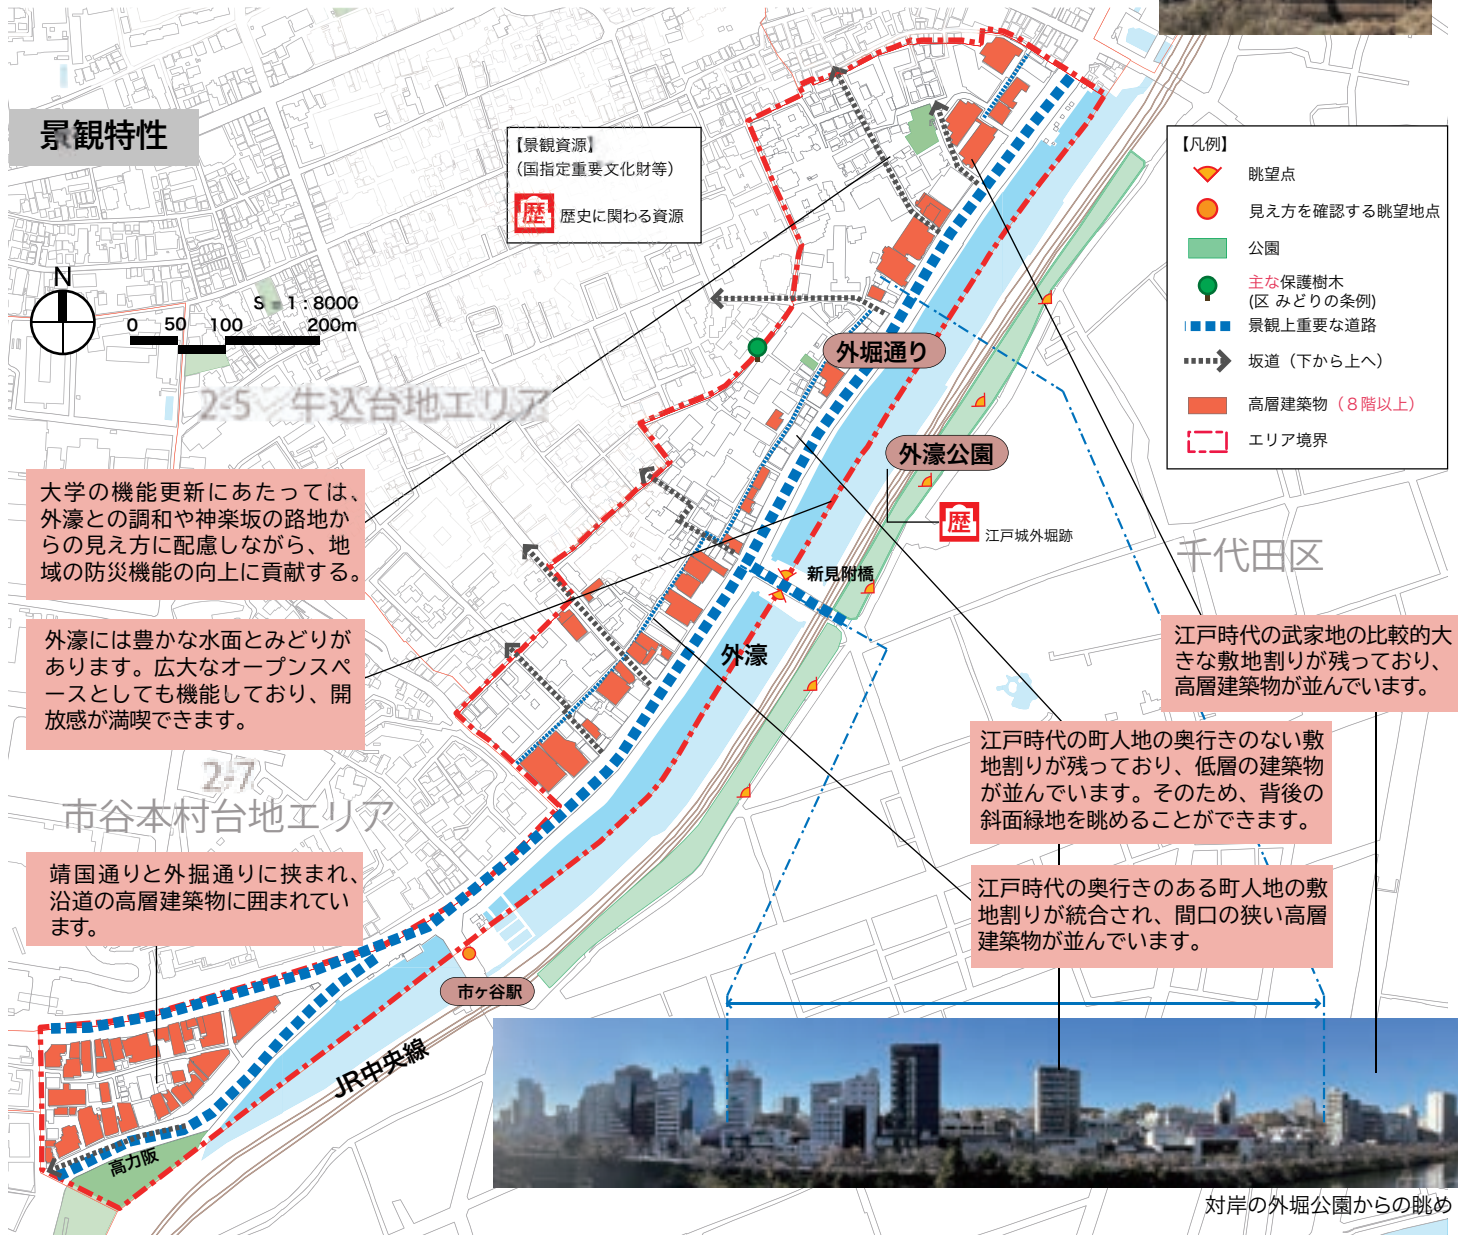 景観特性
【景観資源】
（国指定重要文化財等）
歴
歴史に関わる資源
【凡例】
眺望点
見え方を確認する眺望地点
公園
主な保護樹木
(区 みどりの条例)
景観上重要な道路
坂道（下から上へ）
高層建築物（８階以上）
エリア境界
N
S = 1 : 8000
0 50 100 200m
2-5 牛込台地エリア
外堀通り
外濠公園
歴
江戸城外堀跡
千代田区
新見附橋
外濠
大学の機能更新にあたっては、
外濠との調和や神楽坂の路地か
らの見え方に配慮しながら、地
域の防災機能の向上に貢献する。
外濠には豊かな水面とみどりが
あります。広大なオープンスペ
ースとしても機能しており、開
放感が満喫できます。
2-7
市谷本村台地エリア
靖国通りと外掘通りに挟まれ、
沿道の高層建築物に囲まれてい
ます。
江戸時代の武家地の比較的大
きな敷地割りが残っており、
高層建築物が並んでいます。
江戸時代の町人地の奥行きのない敷
地割りが残っており、低層の建築物
が並んでいます。そのため、背後の
斜面緑地を眺めることができます。
江戸時代の奥行きのある町人地の敷
地割りが統合され、間口の狭い高層
建築物が並んでいます。
市ヶ谷駅
JR中央線
高力阪
対岸の外堀公園からの眺め